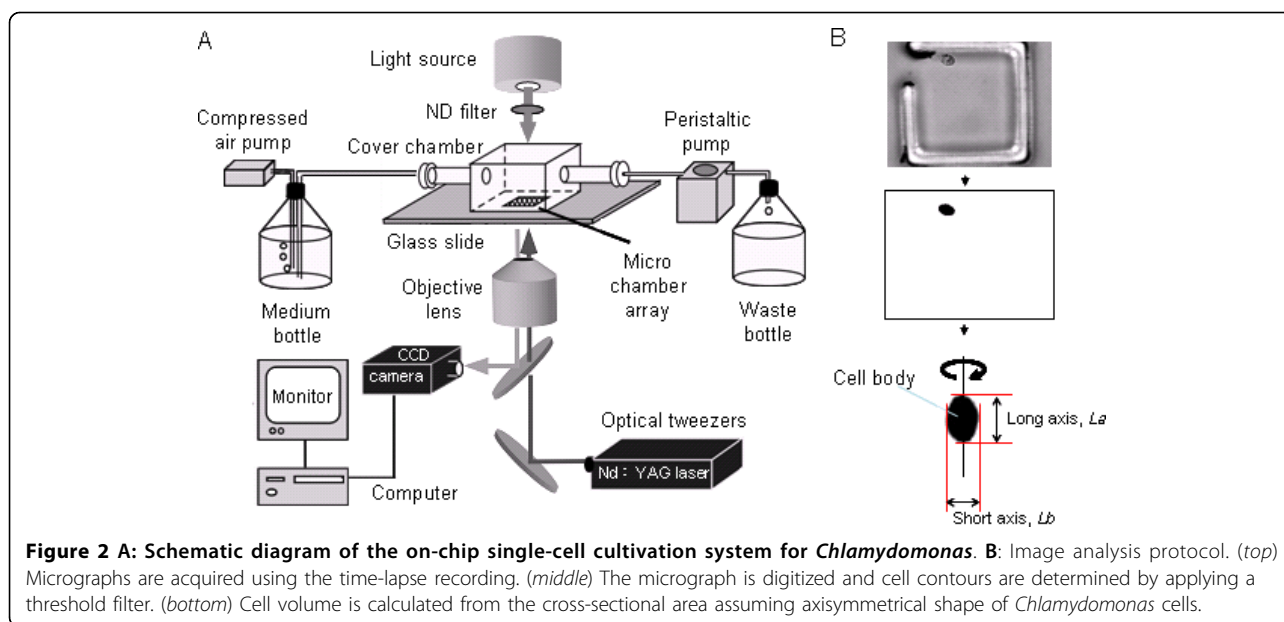 A
Light source
ND filter
Compressed
air pump
Cover chamber
Peristaltic
pump
Glass slide
Objective
lens
Micro
chamber
array
Medium
bottle
Waste
bottle
CCD
camera
Monitor
Computer
Optical tweezers
Nd : YAG laser
B
Cell body
Long axis, La
Short axis, Lb
Figure 2 A: Schematic diagram of the on-chip single-cell cultivation system for Chlamydomonas. B: Image analysis protocol. (top)
Micrographs are acquired using the time-lapse recording. (middle) The micrograph is digitized and cell contours are determined by applying a
threshold filter. (bottom) Cell volume is calculated from the cross-sectional area assuming axisymmetrical shape of Chlamydomonas cells.